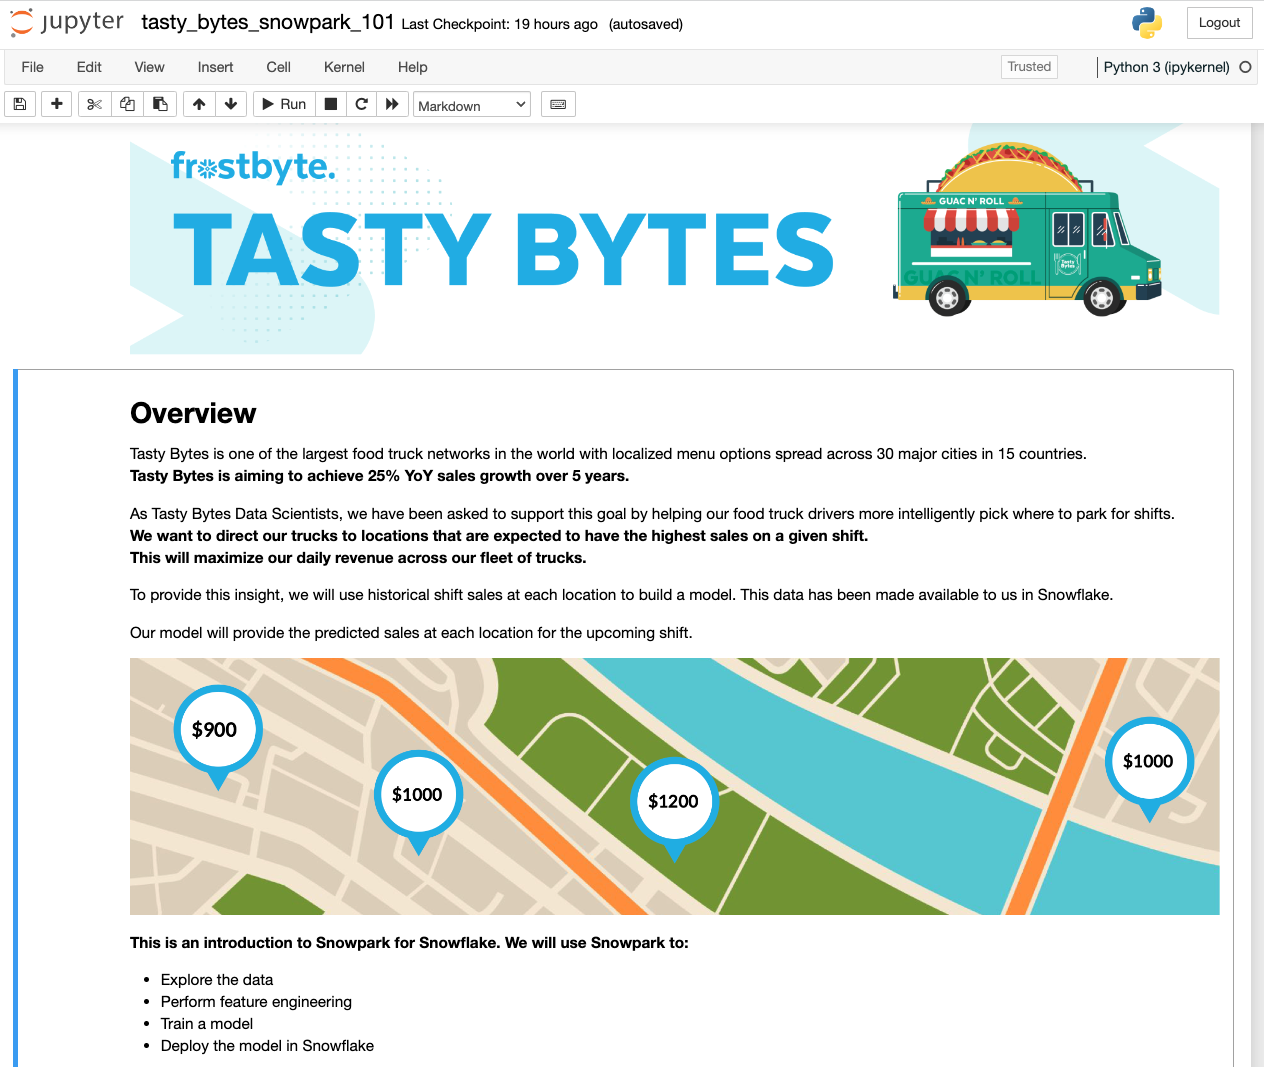 jupyter tasty_bytes_snowpark_101 Last Checkpoint: 19 hours ago (autosaved) Logout
File Edit View Insert Cell Kernel Help Trusted Python 3 (ipykernel)
Run Markdown
frostbyte.
TASTY BYTES
GUAC N' ROLL
Tasty Bytes
GUAC N' ROLL
Overview
Tasty Bytes is one of the largest food truck networks in the world with localized menu options spread across 30 major cities in 15 countries.
Tasty Bytes is aiming to achieve 25% YoY sales growth over 5 years.
As Tasty Bytes Data Scientists, we have been asked to support this goal by helping our food truck drivers more intelligently pick where to park for shifts.
We want to direct our trucks to locations that are expected to have the highest sales on a given shift.
This will maximize our daily revenue across our fleet of trucks.
To provide this insight, we will use historical shift sales at each location to build a model. This data has been made available to us in Snowflake.
Our model will provide the predicted sales at each location for the upcoming shift.
$900
$1000
$1200
$1000
This is an introduction to Snowpark for Snowflake. We will use Snowpark to:
• Explore the data
• Perform feature engineering
• Train a model
• Deploy the model in Snowflake